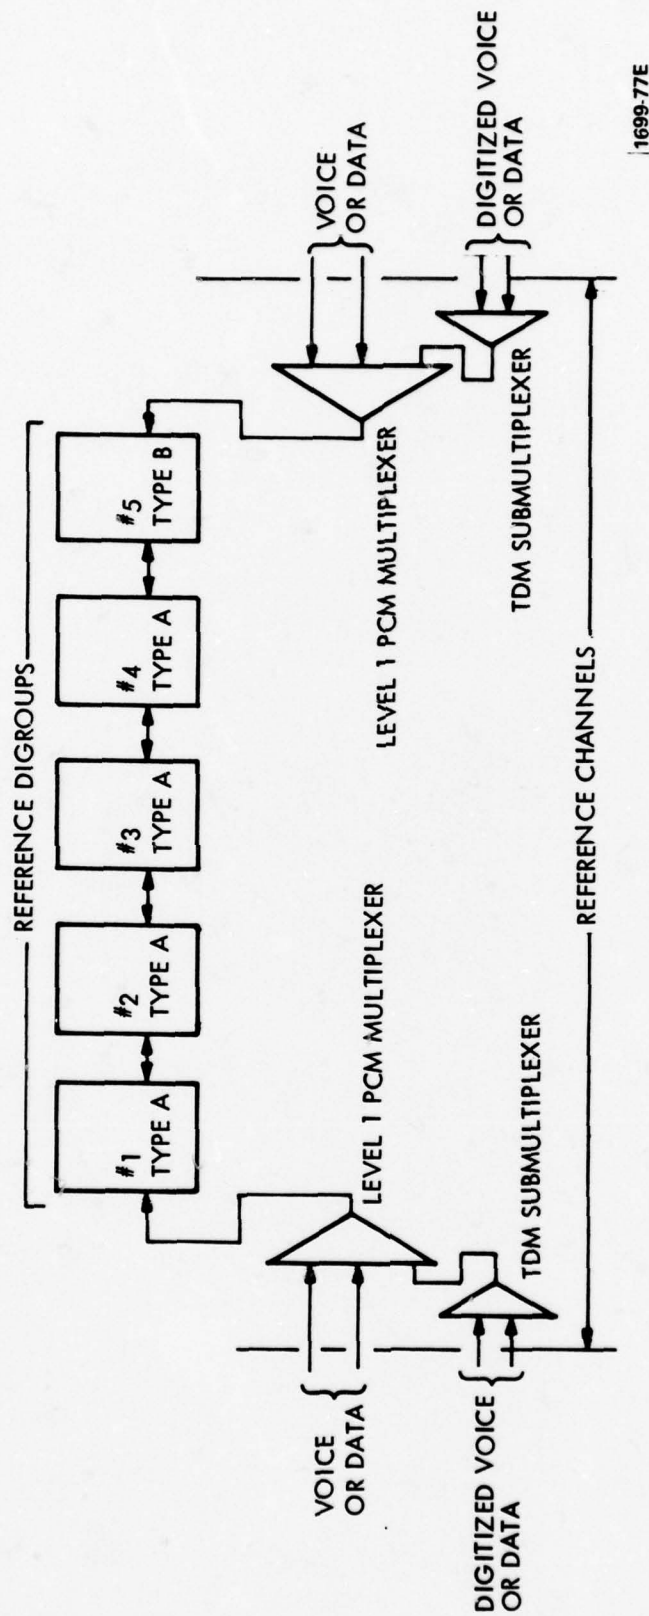 REFERENCE DIGROUPS
#1
TYPE A
#2
TYPE A
#3
TYPE A
#4
TYPE A
#5
TYPE B
VOICE
OR DATA
LEVEL 1 PCM MULTIPLEXER
DIGITIZED VOICE
OR DATA
TDM SUBMULTIPLEXER
LEVEL 1 PCM MULTIPLEXER
VOICE
OR DATA
TDM SUBMULTIPLEXER
DIGITIZED VOICE
OR DATA
REFERENCE CHANNELS
1699-77E